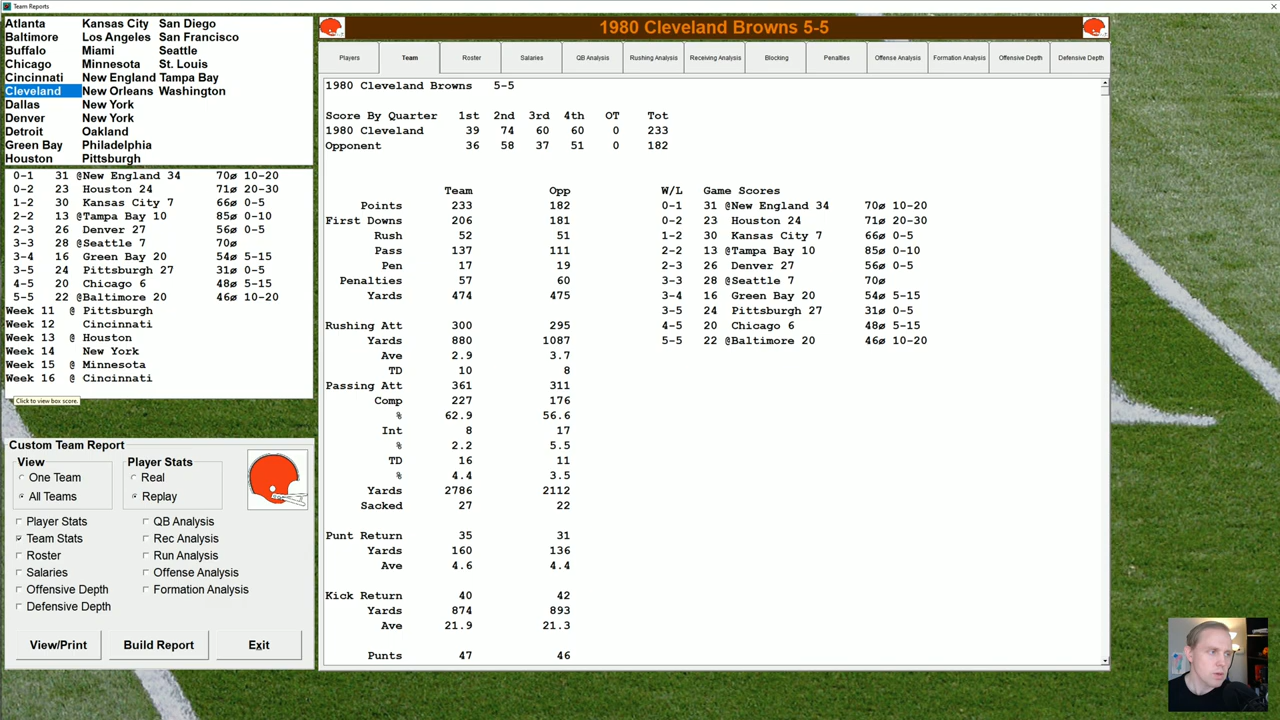 Team Reports
Atlanta Kansas City San Diego
Baltimore Los Angeles San Francisco
Buffalo Miami Seattle
Chicago Minnesota St. Louis
Cincinnati New England Tampa Bay
Cleveland New Orleans Washington
Dallas New York
Denver New York
Detroit Oakland
Green Bay Philadelphia
Houston Pittsburgh
0-1 31 @New England 34 70ø 10-20
0-2 23 Houston 24 71ø 20-30
1-2 30 Kansas City 7 66ø 0-5
2-2 13 @Tampa Bay 10 85ø 0-10
2-3 26 Denver 27 56ø 0-5
3-3 28 @Seattle 7 70ø
3-4 16 Green Bay 20 54ø 5-15
3-5 24 Pittsburgh 27 31ø 0-5
4-5 20 Chicago 6 48ø 5-15
5-5 22 @Baltimore 20 46ø 10-20
Week 11 @ Pittsburgh
Week 12 Cincinnati
Week 13 @ Houston
Week 14 New York
Week 15 @ Minnesota
Week 16 @ Cincinnati
Click to view box score.
Custom Team Report
View Player Stats
One Team Real
All Teams Replay
Player Stats QB Analysis
Team Stats Rec Analysis
Roster Run Analysis
Salaries Offense Analysis
Offensive Depth Formation Analysis
Defensive Depth
View/Print Build Report Exit
1980 Cleveland Browns 5-5
Players Team Roster Salaries QB Analysis Rushing Analysis Receiving Analysis Blocking Penalties Offense Analysis Formation Analysis Offensive Depth Defensive Depth
1980 Cleveland Browns 5-5
Score By Quarter 1st 2nd 3rd 4th OT Tot
1980 Cleveland 39 74 60 60 0 233
Opponent 36 58 37 51 0 182
Team Opp W/L Game Scores
Points 233 182 0-1 31 @New England 34 70ø 10-20
First Downs 206 181 0-2 23 Houston 24 71ø 20-30
Rush 52 51 1-2 30 Kansas City 7 66ø 0-5
Pass 137 111 2-2 13 @Tampa Bay 10 85ø 0-10
Pen 17 19 2-3 26 Denver 27 56ø 0-5
Penalties 57 60 3-3 28 @Seattle 7 70ø
Yards 474 475 3-4 16 Green Bay 20 54ø 5-15
3-5 24 Pittsburgh 27 31ø 0-5
Rushing Att 300 295 4-5 20 Chicago 6 48ø 5-15
Yards 880 1087 5-5 22 @Baltimore 20 46ø 10-20
Ave 2.9 3.7
TD 10 8
Passing Att 361 311
Comp 227 176
% 62.9 56.6
Int 8 17
% 2.2 5.5
TD 16 11
% 4.4 3.5
Yards 2786 2112
Sacked 27 22
Punt Return 35 31
Yards 160 136
Ave 4.6 4.4
Kick Return 40 42
Yards 874 893
Ave 21.9 21.3
Punts 47 46